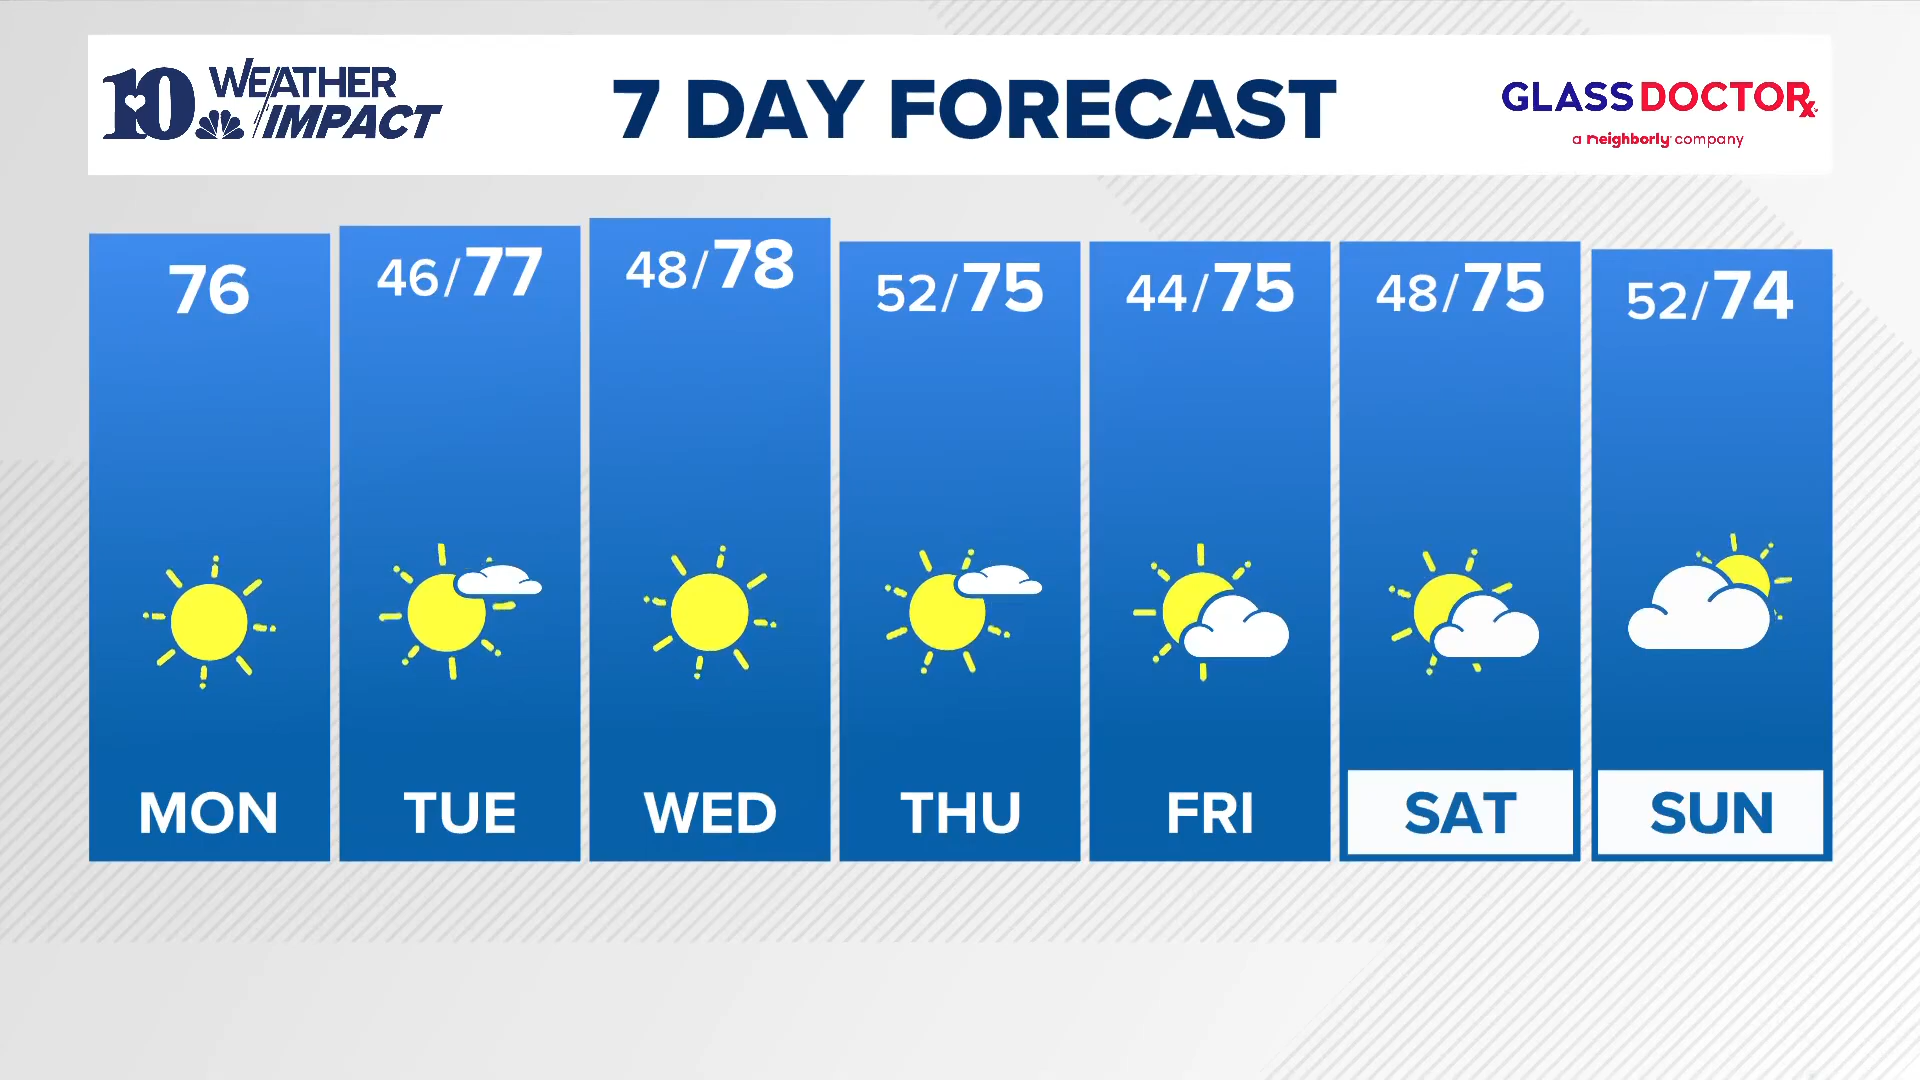 10 WEATHER IMPACT
7 DAY FORECAST
GLASS DOCTOR Rx
a neighborly company
76
46/77
48/78
52/75
44/75
48/75
52/74
MON
TUE
WED
THU
FRI
SAT
SUN